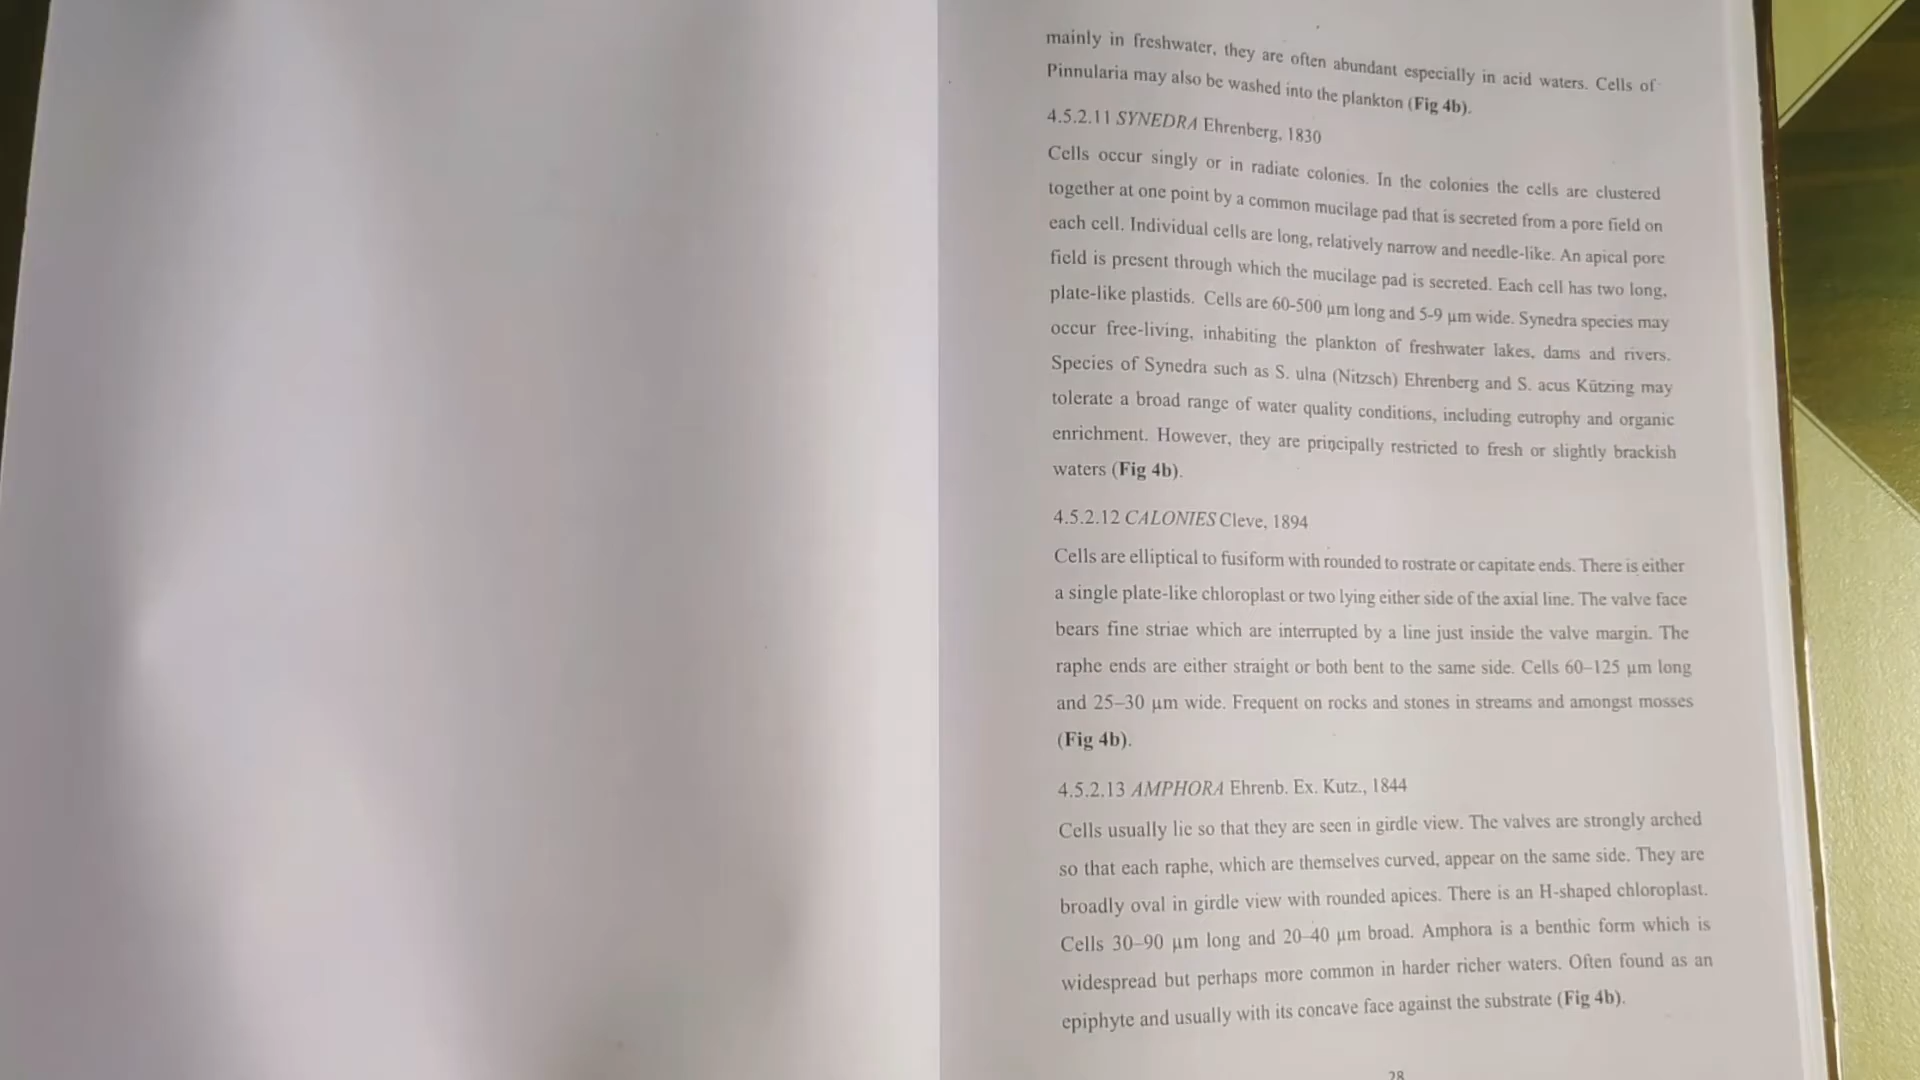 mainly in freshwater, they are often abundant especially in acid waters. Cells of
Pinnularia may also be washed into the plankton (Fig 4b).
4.5.2.11 SYNEDRA Ehrenberg, 1830
Cells occur singly or in radiate colonies. In the colonies the cells are clustered
together at one point by a common mucilage pad that is secreted from a pore field on
each cell. Individual cells are long, relatively narrow and needle-like. An apical pore
field is present through which the mucilage pad is secreted. Each cell has two long,
plate-like plastids. Cells are 60-500 µm long and 5-9 µm wide. Synedra species may
occur free-living, inhabiting the plankton of freshwater lakes, dams and rivers.
Species of Synedra such as S. ulna (Nitzsch) Ehrenberg and S. acus Kützing may
tolerate a broad range of water quality conditions, including eutrophy and organic
enrichment. However, they are principally restricted to fresh or slightly brackish
waters (Fig 4b).
4.5.2.12 CALONIES Cleve, 1894
Cells are elliptical to fusiform with rounded to rostrate or capitate ends. There is either
a single plate-like chloroplast or two lying either side of the axial line. The valve face
bears fine striae which are interrupted by a line just inside the valve margin. The
raphe ends are either straight or both bent to the same side. Cells 60–125 µm long
and 25–30 µm wide. Frequent on rocks and stones in streams and amongst mosses
(Fig 4b).
4.5.2.13 AMPHORA Ehrenb. Ex. Kutz., 1844
Cells usually lie so that they are seen in girdle view. The valves are strongly arched
so that each raphe, which are themselves curved, appear on the same side. They are
broadly oval in girdle view with rounded apices. There is an H-shaped chloroplast.
Cells 30–90 µm long and 20–40 µm broad. Amphora is a benthic form which is
widespread but perhaps more common in harder richer waters. Often found as an
epiphyte and usually with its concave face against the substrate (Fig 4b).
28